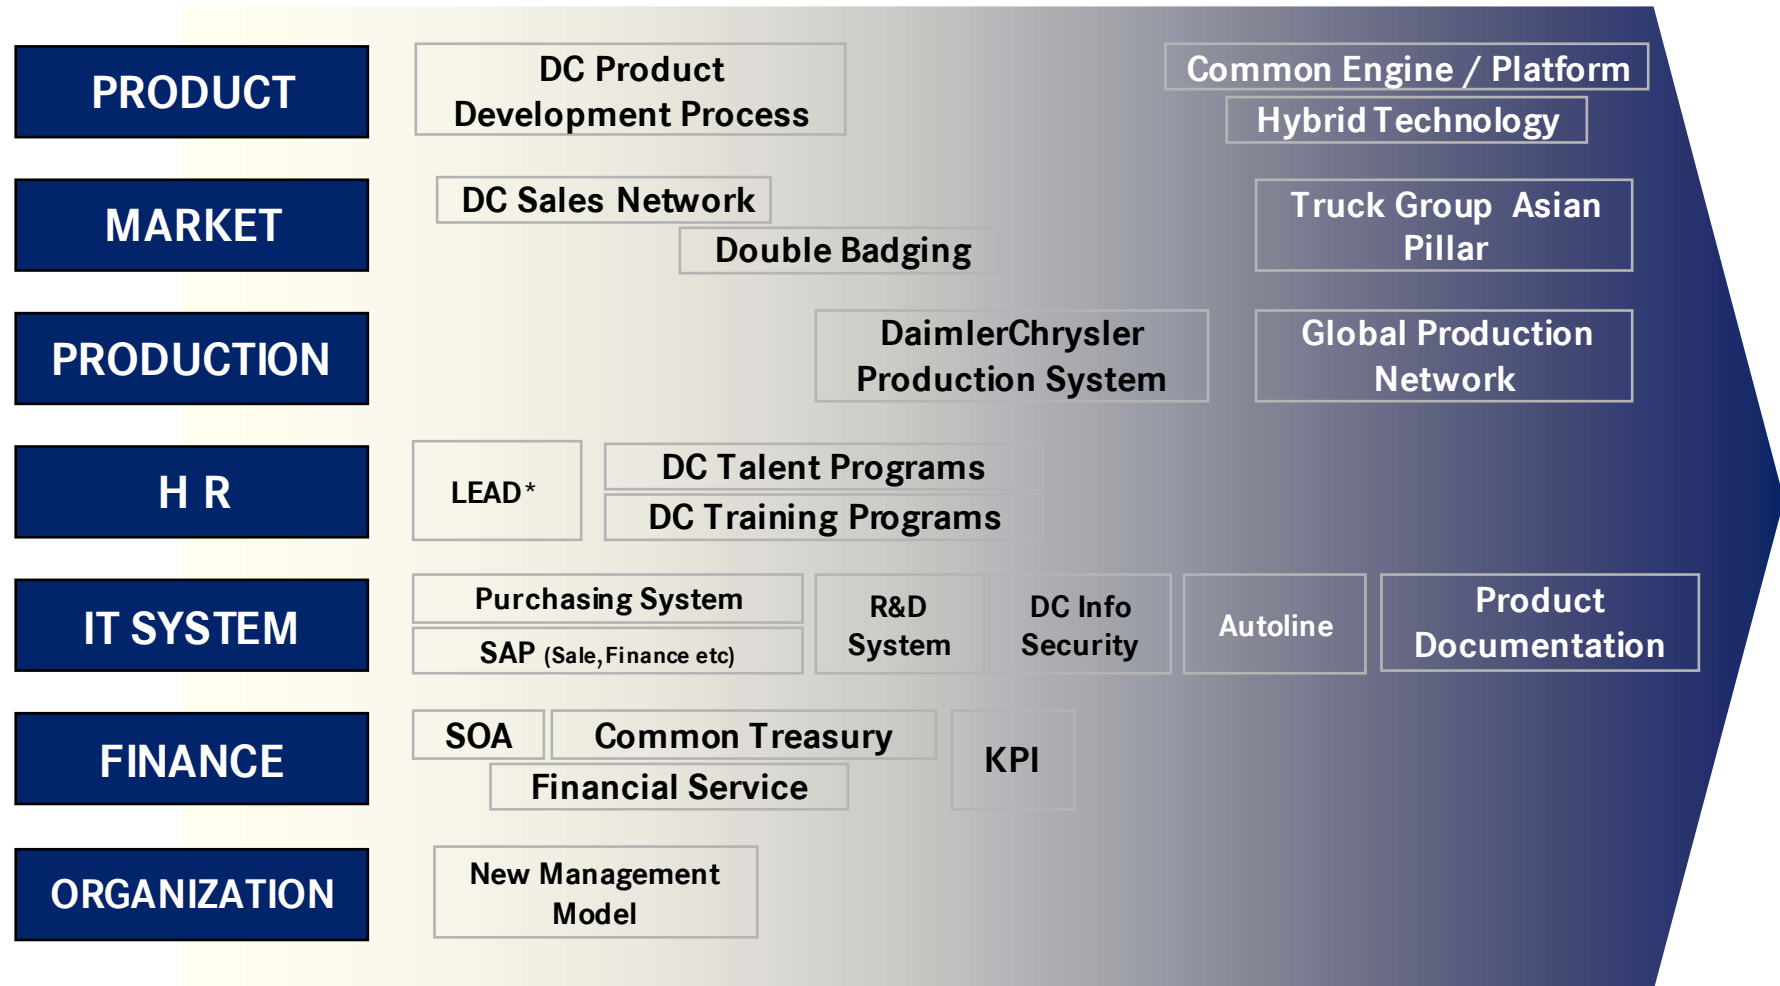 PRODUCT
DC Product
Development Process
Common Engine / Platform
Hybrid Technology
MARKET
DC Sales Network
Double Badging
Truck Group Asian
Pillar
PRODUCTION
DaimlerChrysler
Production System
Global Production
Network
H R
LEAD*
DC Talent Programs
DC Training Programs
IT SYSTEM
Purchasing System
SAP (Sale,Finance etc)
R&D
System
DC Info
Security
Autoline
Product
Documentation
FINANCE
SOA
Common Treasury
Financial Service
KPI
ORGANIZATION
New Management
Model